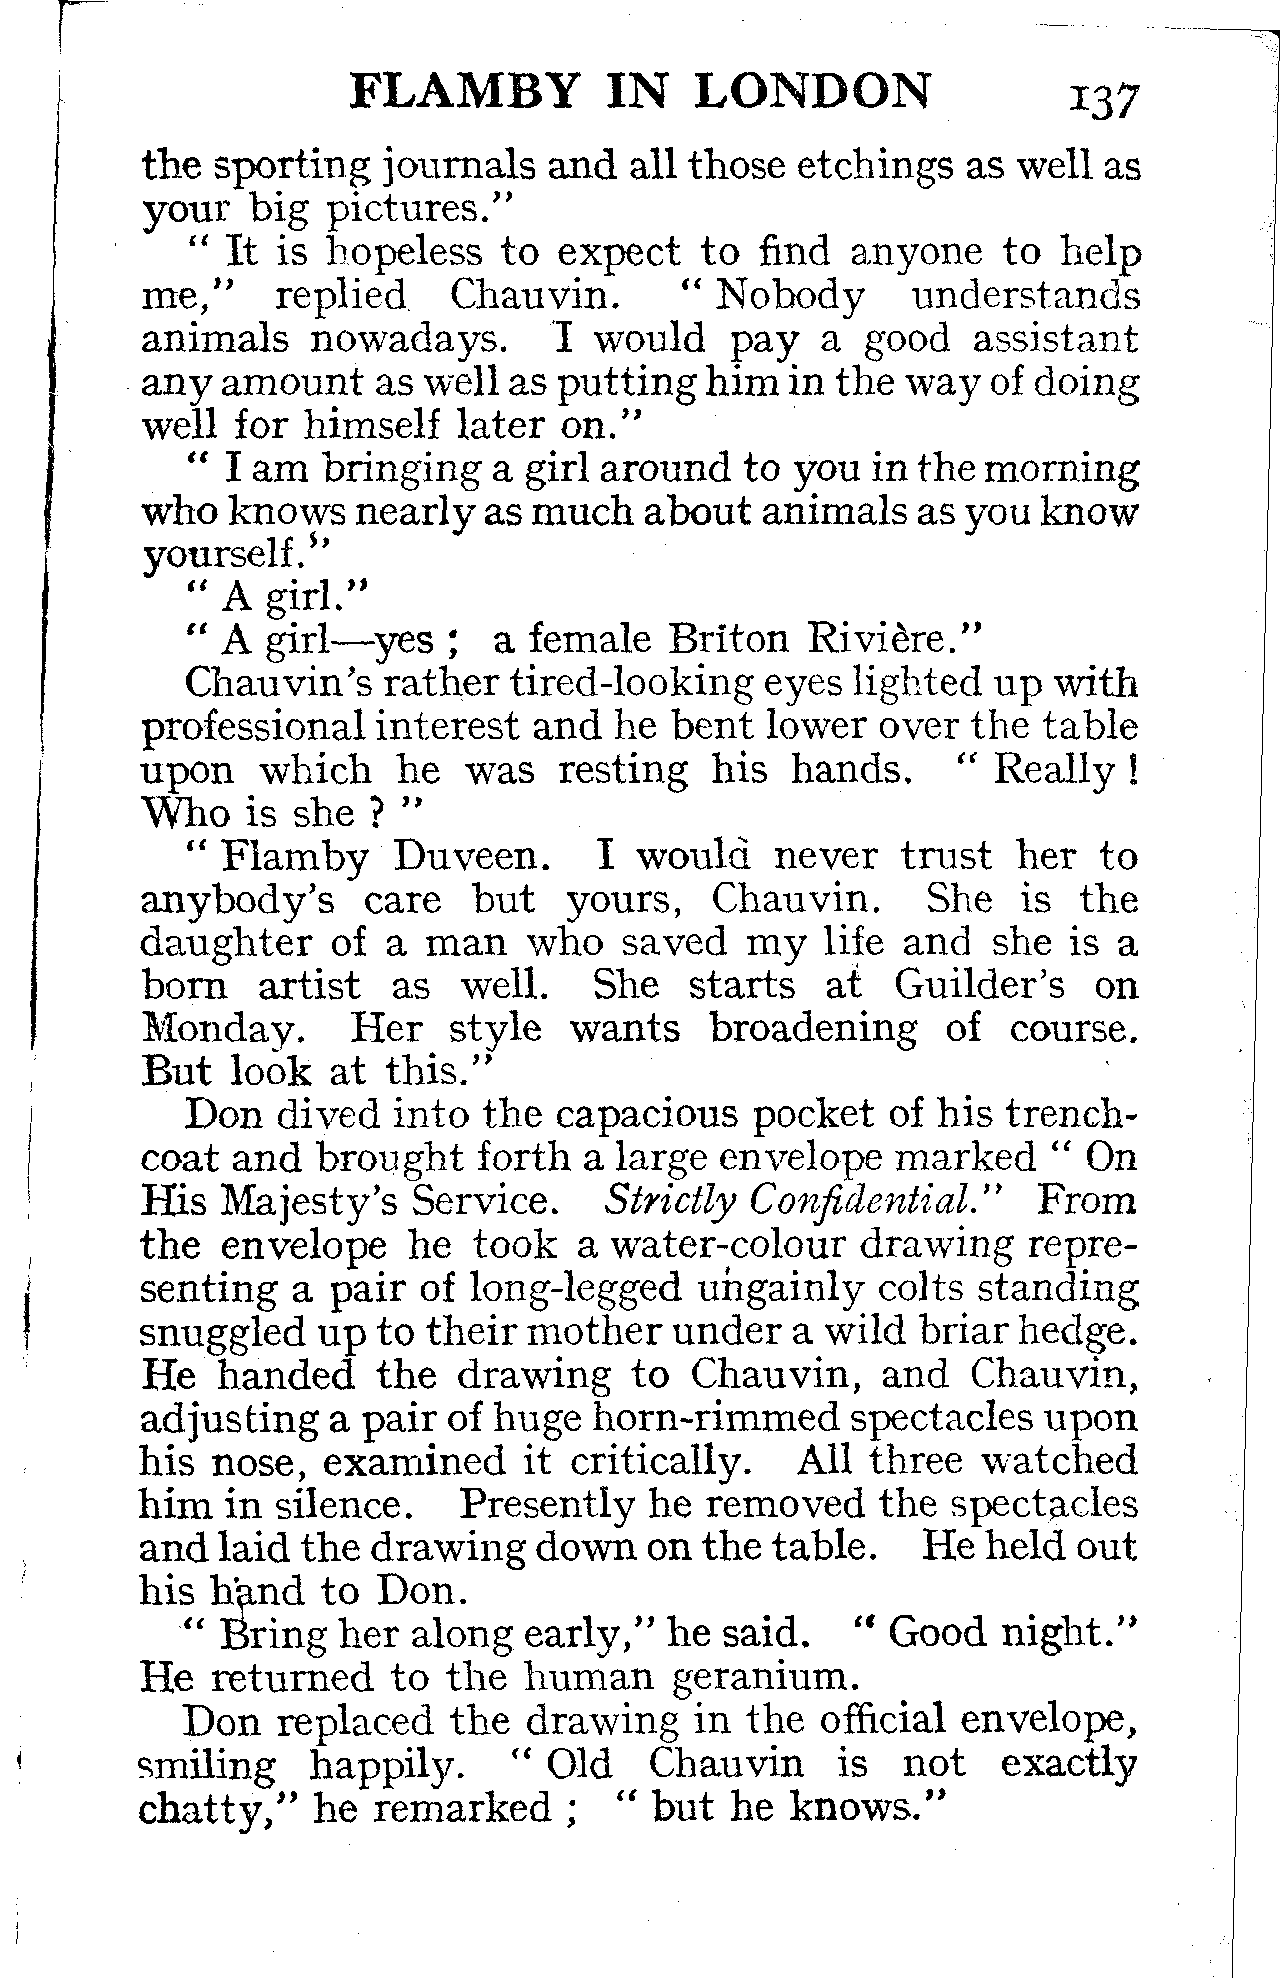 FLAMBY IN LONDON 137
the sporting journals and all those etchings as well as
your big pictures."
" It is hopeless to expect to find anyone to help
me," replied Chauvin. " Nobody understands
animals nowadays. I would pay a good assistant
any amount as well as putting him in the way of doing
well for himself later on."
" I am bringing a girl around to you in the morning
who knows nearly as much about animals as you know
yourself."
" A girl."
" A girl—yes ; a female Briton Rivière."
Chauvin's rather tired-looking eyes lighted up with
professional interest and he bent lower over the table
upon which he was resting his hands. " Really !
Who is she ? "
" Flamby Duveen. I would never trust her to
anybody's care but yours, Chauvin. She is the
daughter of a man who saved my life and she is a
born artist as well. She starts at Guilder's on
Monday. Her style wants broadening of course.
But look at this."
Don dived into the capacious pocket of his trench-
coat and brought forth a large envelope marked " On
His Majesty's Service. Strictly Confidential." From
the envelope he took a water-colour drawing repre-
senting a pair of long-legged ungainly colts standing
snuggled up to their mother under a wild briar hedge.
He handed the drawing to Chauvin, and Chauvin,
adjusting a pair of huge horn-rimmed spectacles upon
his nose, examined it critically. All three watched
him in silence. Presently he removed the spectacles
and laid the drawing down on the table. He held out
his hand to Don.
" Bring her along early," he said. " Good night."
He returned to the human geranium.
Don replaced the drawing in the official envelope,
smiling happily. " Old Chauvin is not exactly
chatty," he remarked ; " but he knows."